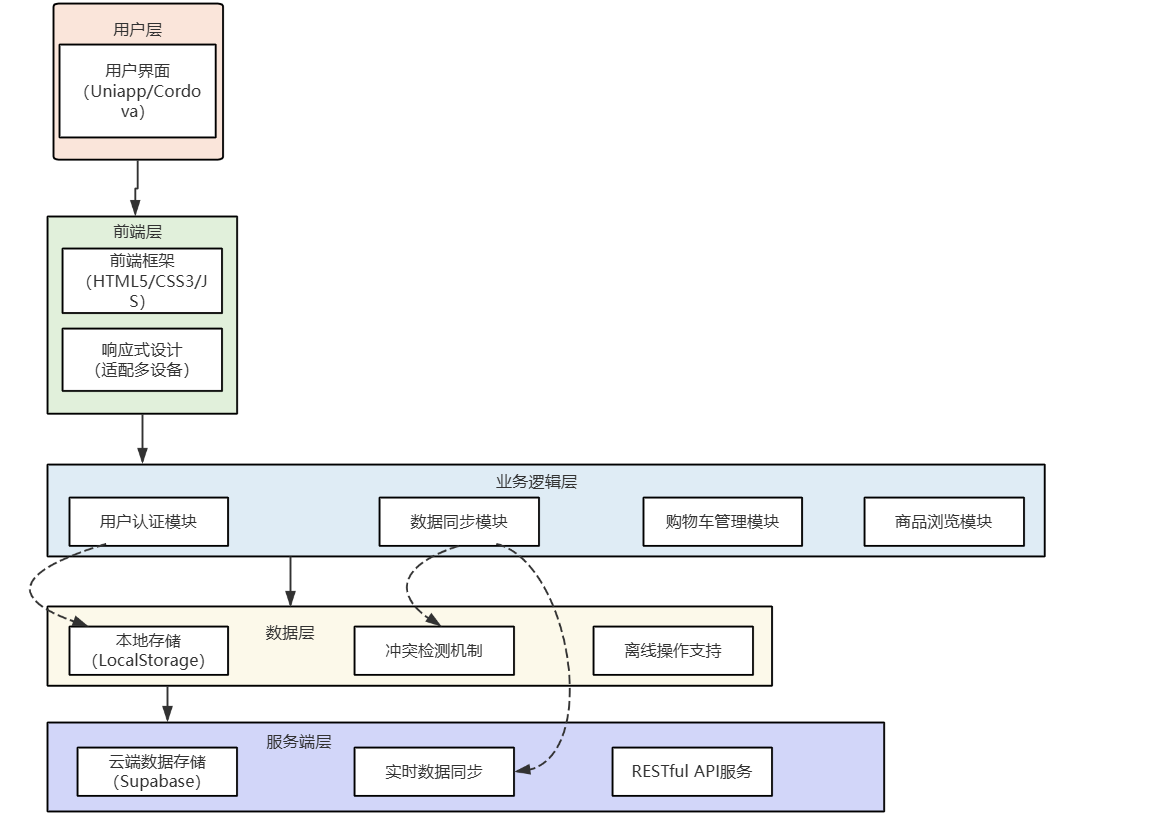 用户层
用户界面
（Uniapp/Cordo
va）
前端层
前端框架
（HTML5/CSS3/J
S）
响应式设计
（适配多设备）
业务逻辑层
用户认证模块
数据同步模块
购物车管理模块
商品浏览模块
数据层
本地存储
（LocalStorage）
冲突检测机制
离线操作支持
服务端层
云端数据存储
（Supabase）
实时数据同步
RESTful API服务